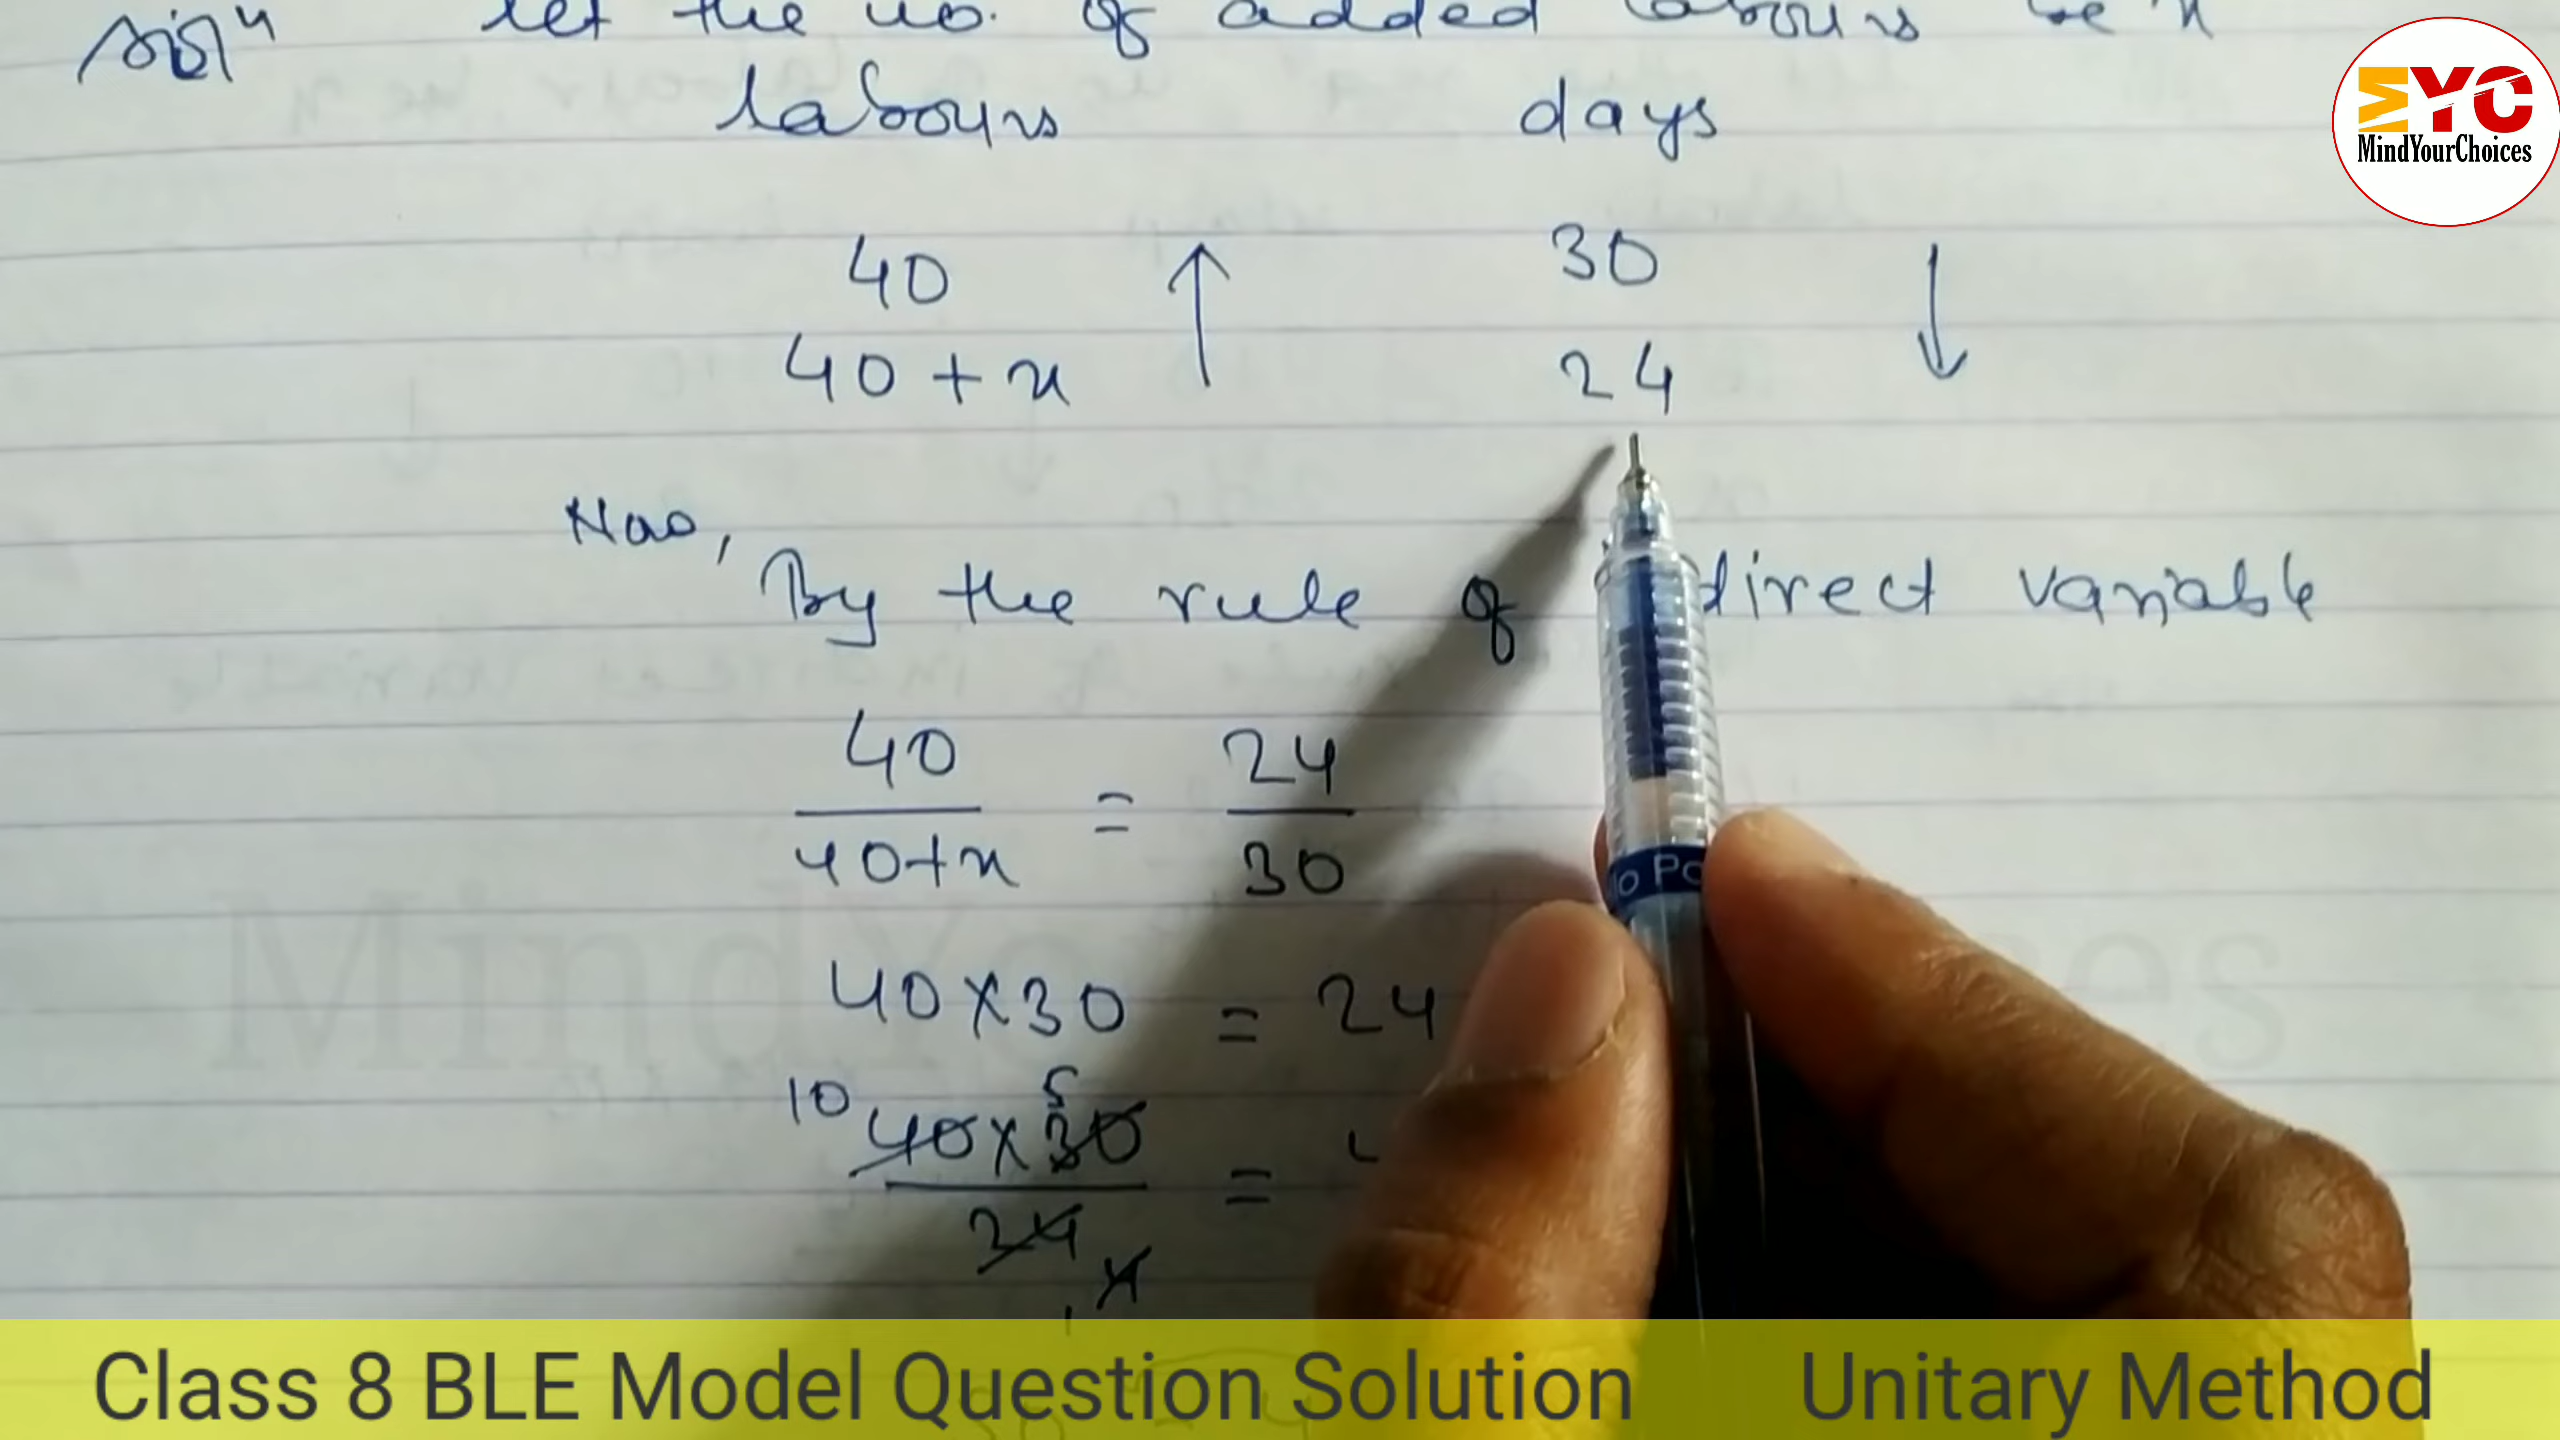 let the no. of added labours be x
labours days
40 30
40 + x 24
Now,
By the rule of direct variable
40 = 24
40+x 30
40×30 = 24
10 5
40×30 =
24
MYC
MindYourChoices
Class 8 BLE Model Question Solution Unitary Method